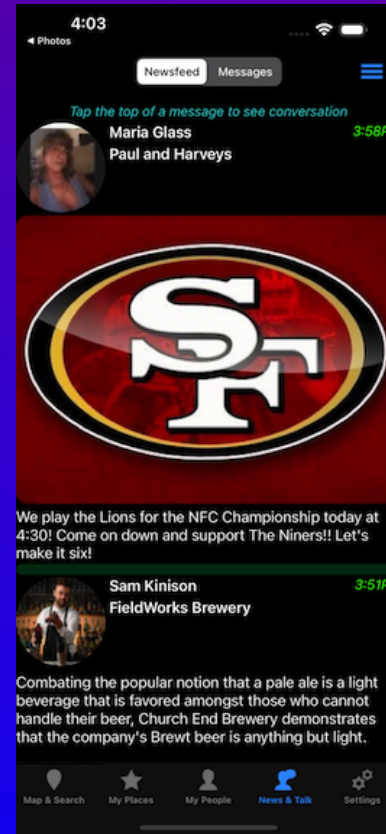 4:03
Photos
Newsfeed Messages
Tap the top of a message to see conversation
Maria Glass 3:58P
Paul and Harveys
SF
We play the Lions for the NFC Championship today at
4:30! Come on down and support The Niners!! Let's
make it six!
Sam Kinison 3:51P
FieldWorks Brewery
Combating the popular notion that a pale ale is a light
beverage that is favored amongst those who cannot
handle their beer, Church End Brewery demonstrates
that the company's Brewt beer is anything but light.
Map & Search My Places My People News & Talk Settings